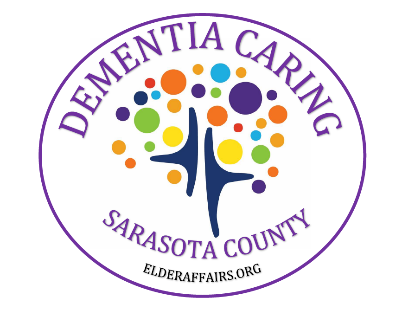 DEMENTIA CARING
SARASOTA COUNTY
ELDERAFFAIRS.ORG